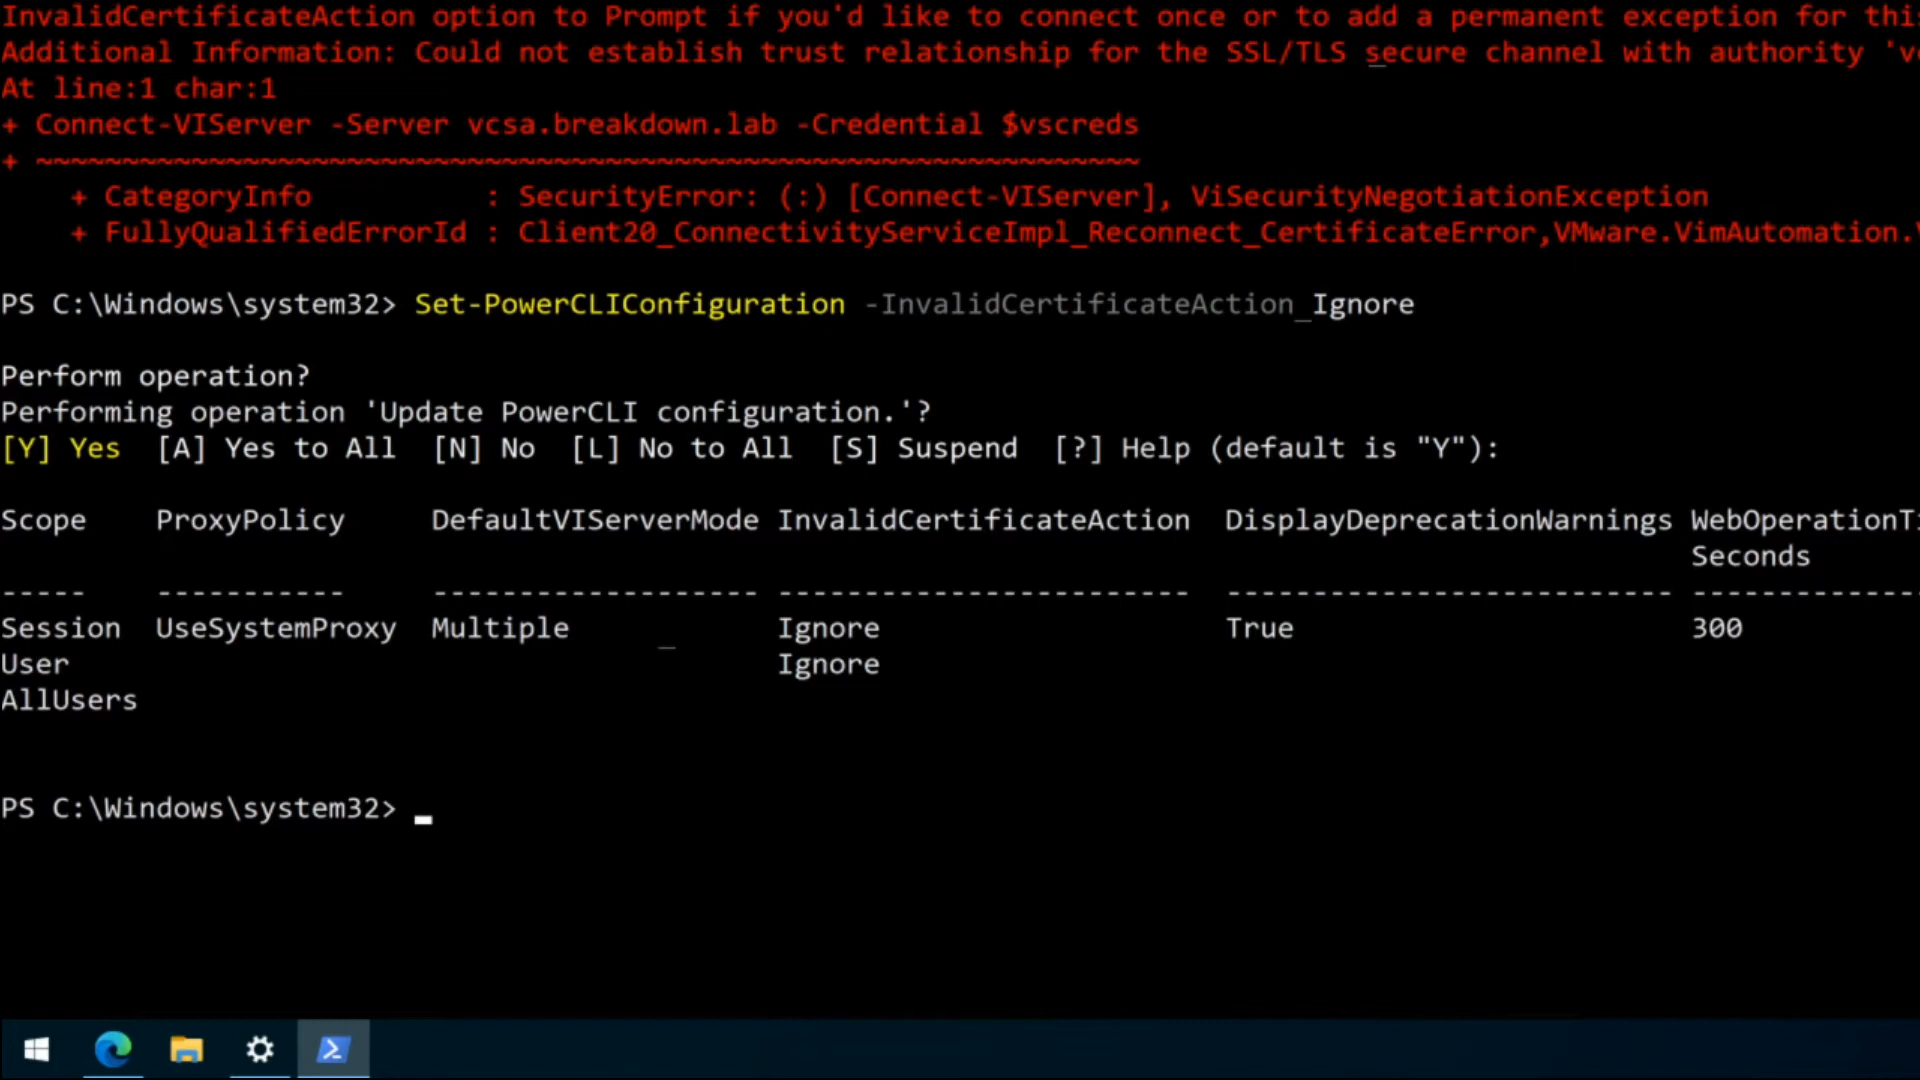 InvalidCertificateAction option to Prompt if you'd like to connect once or to add a permanent exception for thi
Additional Information: Could not establish trust relationship for the SSL/TLS secure channel with authority 'v
At line:1 char:1
+ Connect-VIServer -Server vcsa.breakdown.lab -Credential $vscreds
+ ~~~~~~~~~~~~~~~~~~~~~~~~~~~~~~~~~~~~~~~~~~~~~~~~~~~~~~~~~~~~~~~~
+ CategoryInfo : SecurityError: (:) [Connect-VIServer], ViSecurityNegotiationException
+ FullyQualifiedErrorId : Client20_ConnectivityServiceImpl_Reconnect_CertificateError,VMware.VimAutomation.
PS C:\Windows\system32> Set-PowerCLIConfiguration -InvalidCertificateAction Ignore
Perform operation?
Performing operation 'Update PowerCLI configuration.'?
[Y] Yes [A] Yes to All [N] No [L] No to All [S] Suspend [?] Help (default is "Y"):
Scope ProxyPolicy DefaultVIServerMode InvalidCertificateAction DisplayDeprecationWarnings WebOperationTi
Seconds
----- ----------- ------------------- ------------------------ -------------------------- --------------
Session UseSystemProxy Multiple Ignore True 300
User Ignore
AllUsers
PS C:\Windows\system32>